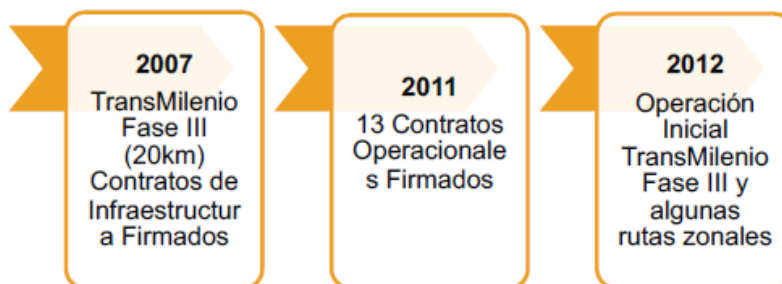 2007
TransMilenio
Fase III
(20km)
Contratos de
Infraestructur
a Firmados
2011
13 Contratos
Operacionale
s Firmados
2012
Operación
Inicial
TransMilenio
Fase III y
algunas
rutas zonales